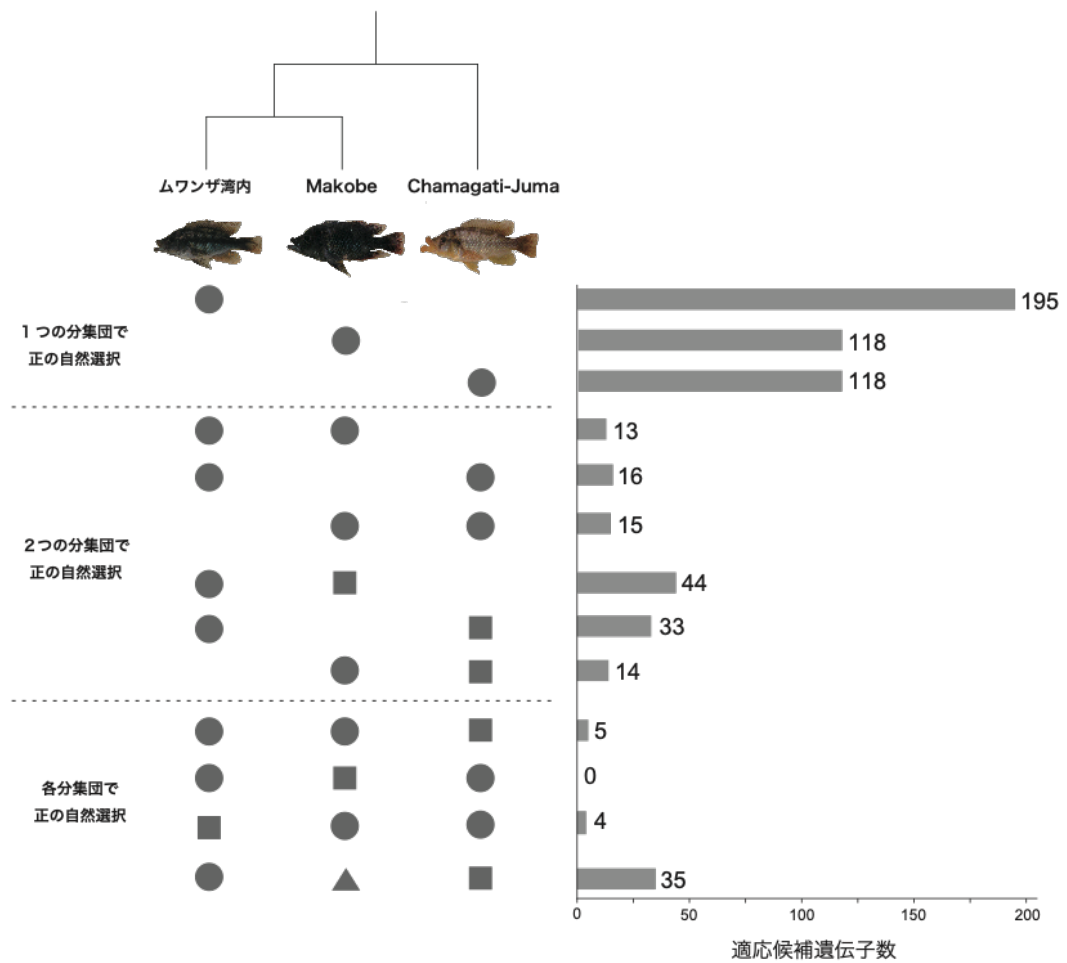 ムワンザ湾内
Makobe
Chamagati-Juma
1つの分集団で
正の自然選択
195
118
118
2つの分集団で
正の自然選択
13
16
15
44
33
14
各分集団で
正の自然選択
5
0
4
35
0 50 100 150 200
適応候補遺伝子数